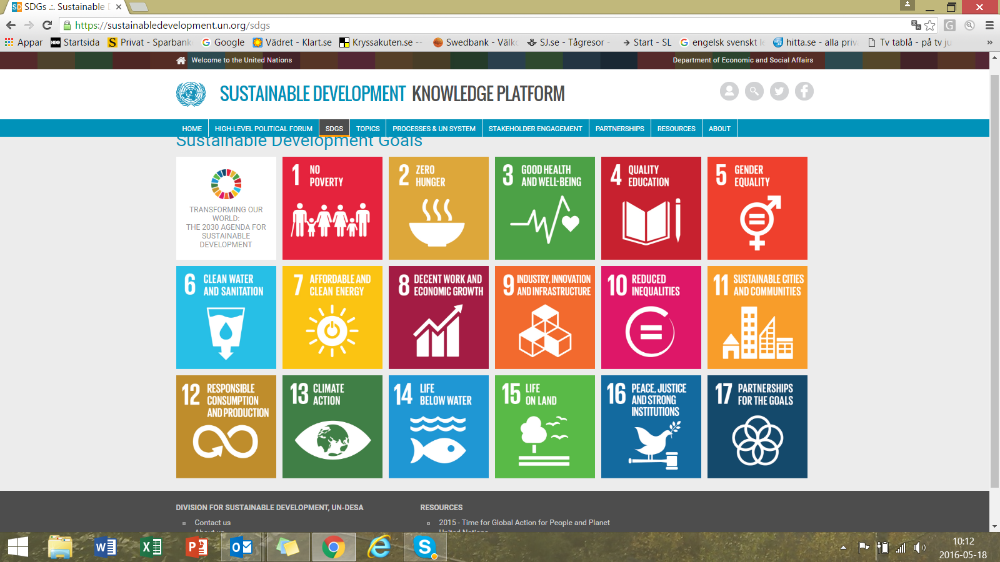 SDGs .:. Sustainable
https://sustainabledevelopment.un.org/sdgs
Appar
Startsida
Privat - Sparbank
Google
Vädret - Klart.se
Kryssakuten.se --
Swedbank - Välk
SJ.se - Tågresor -
Start - SL
engelsk svenskt
hitta.se - alla priv
Tv tablå - på tv ju
»
Welcome to the United Nations
Department of Economic and Social Affairs
SUSTAINABLE DEVELOPMENT KNOWLEDGE PLATFORM
HOME
HIGH-LEVEL POLITICAL FORUM
SDGS
TOPICS
PROCESSES & UN SYSTEM
STAKEHOLDER ENGAGEMENT
PARTNERSHIPS
RESOURCES
ABOUT
Sustainable Development Goals
TRANSFORMING OUR
WORLD:
THE 2030 AGENDA FOR
SUSTAINABLE
DEVELOPMENT
1 NO
POVERTY
2 ZERO
HUNGER
3 GOOD HEALTH
AND WELL-BEING
4 QUALITY
EDUCATION
5 GENDER
EQUALITY
6 CLEAN WATER
AND SANITATION
7 AFFORDABLE AND
CLEAN ENERGY
8 DECENT WORK AND
ECONOMIC GROWTH
9 INDUSTRY, INNOVATION
AND INFRASTRUCTURE
10 REDUCED
INEQUALITIES
11 SUSTAINABLE CITIES
AND COMMUNITIES
12 RESPONSIBLE
CONSUMPTION
AND PRODUCTION
13 CLIMATE
ACTION
14 LIFE
BELOW WATER
15 LIFE
ON LAND
16 PEACE, JUSTICE
AND STRONG
INSTITUTIONS
17 PARTNERSHIPS
FOR THE GOALS
DIVISION FOR SUSTAINABLE DEVELOPMENT, UN-DESA
Contact us
About us
RESOURCES
2015 - Time for Global Action for People and Planet
United Nations
10:12
2016-05-18